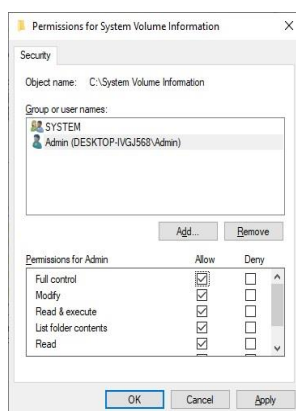 Permissions for System Volume Information
Security
Object name: C:\System Volume Information
Group or user names:
SYSTEM
Admin (DESKTOP-IVGJ568\Admin)
Add...
Remove
Permissions for Admin Allow Deny
Full control
Modify
Read & execute
List folder contents
Read
OK
Cancel
Apply